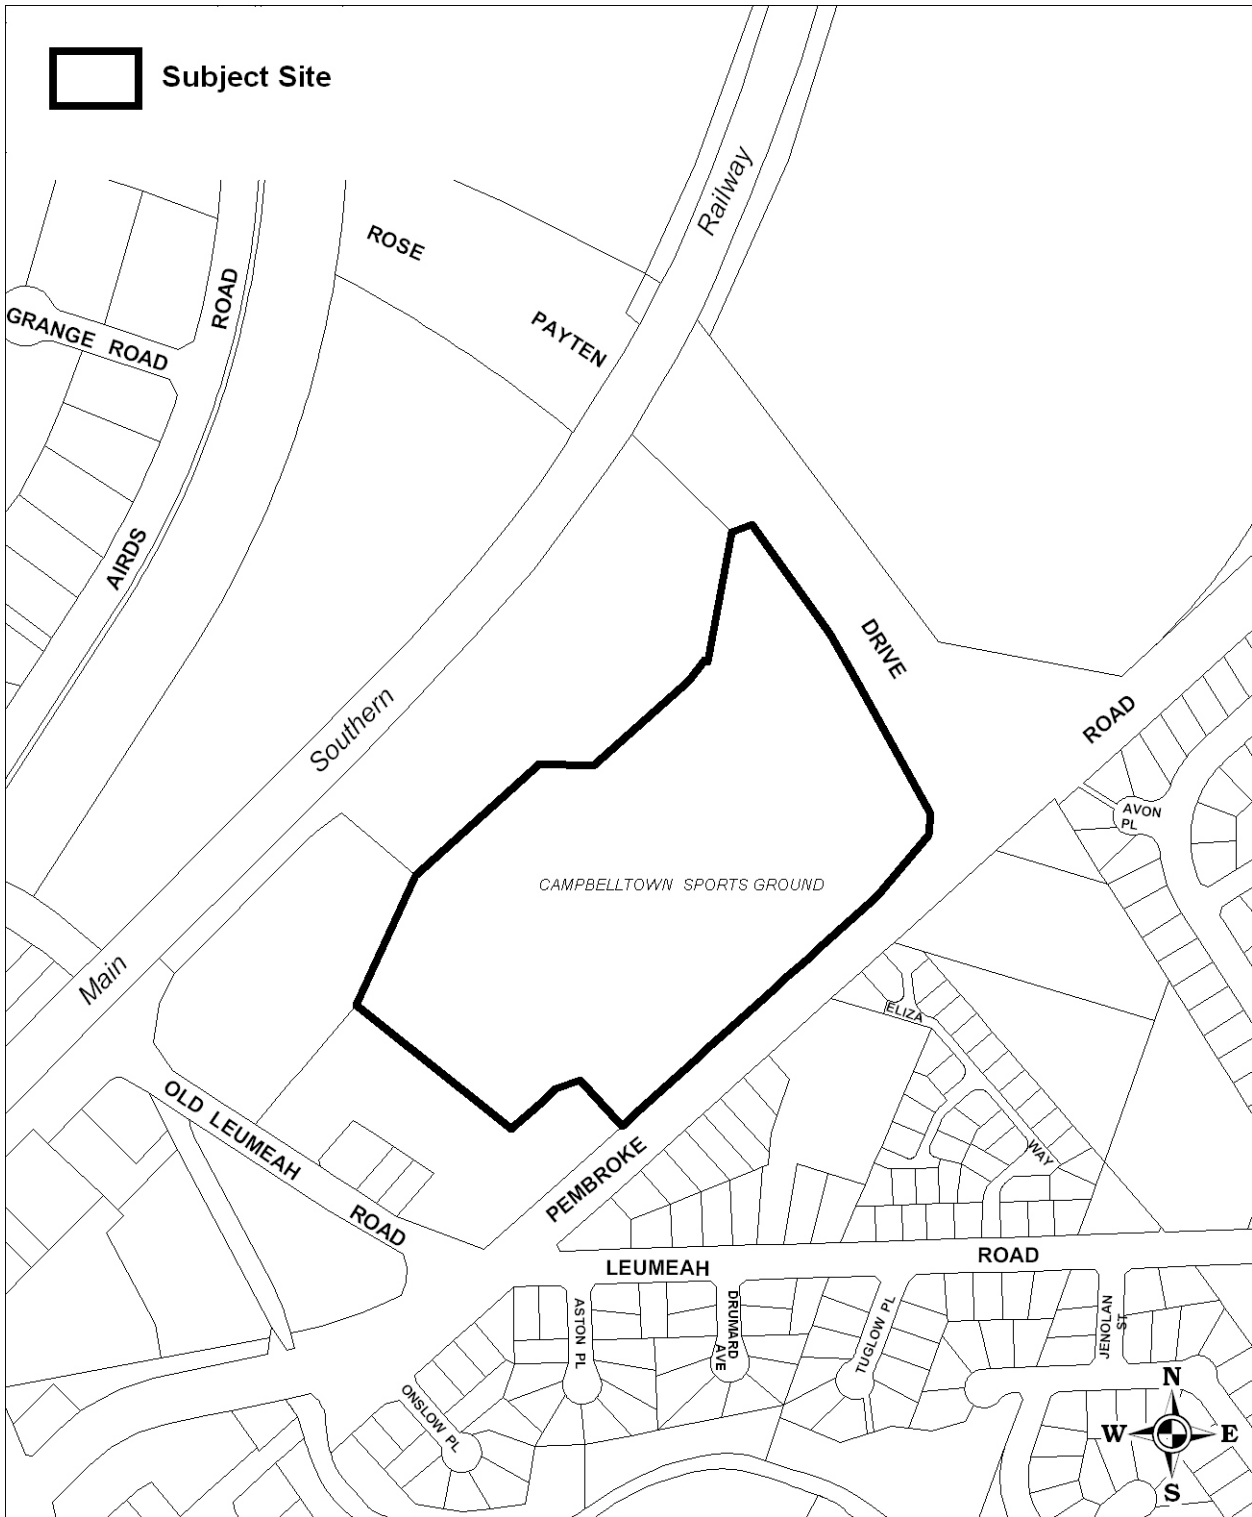 Subject Site
Railway
ROSE
PAYTEN
DRIVE
GRANGE ROAD
ROAD
AIRDS
Southern
Main
ROAD
AVON
PL
CAMPBELLTOWN SPORTS GROUND
ELIZA
WAY
OLD LEUMEAH
ROAD
PEMBROKE
LEUMEAH
ROAD
ASTON PL
DRUMARD
AVE
TUGLOW PL
JENOLAN
ST
ONSLOW PL
N
W
E
S